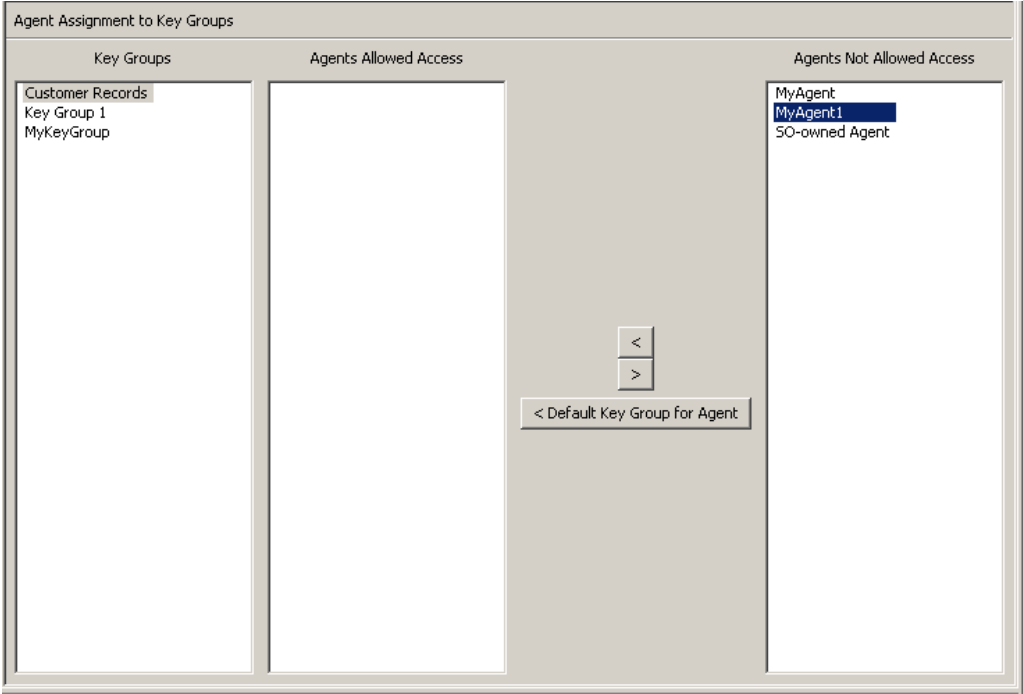 Agent Assignment to Key Groups
Key Groups
Agents Allowed Access
Agents Not Allowed Access
Customer Records
Key Group 1
MyKeyGroup
MyAgent
MyAgent1
SO-owned Agent
<
>
< Default Key Group for Agent